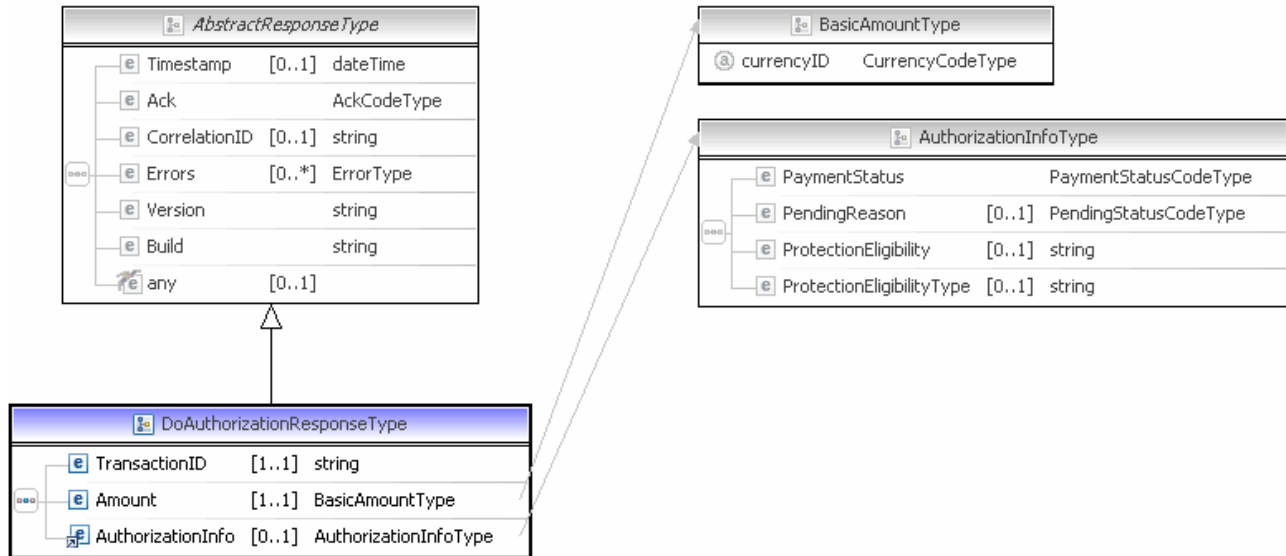 AbstractResponseType
e Timestamp [0..1] dateTime
e Ack AckCodeType
e CorrelationID [0..1] string
e Errors [0..*] ErrorType
e Version string
e Build string
e any [0..1]
BasicAmountType
@ currencyID CurrencyCodeType
AuthorizationInfoType
e PaymentStatus PaymentStatusCodeType
e PendingReason [0..1] PendingStatusCodeType
e ProtectionEligibility [0..1] string
e ProtectionEligibilityType [0..1] string
DoAuthorizationResponseType
e TransactionID [1..1] string
e Amount [1..1] BasicAmountType
e AuthorizationInfo [0..1] AuthorizationInfoType